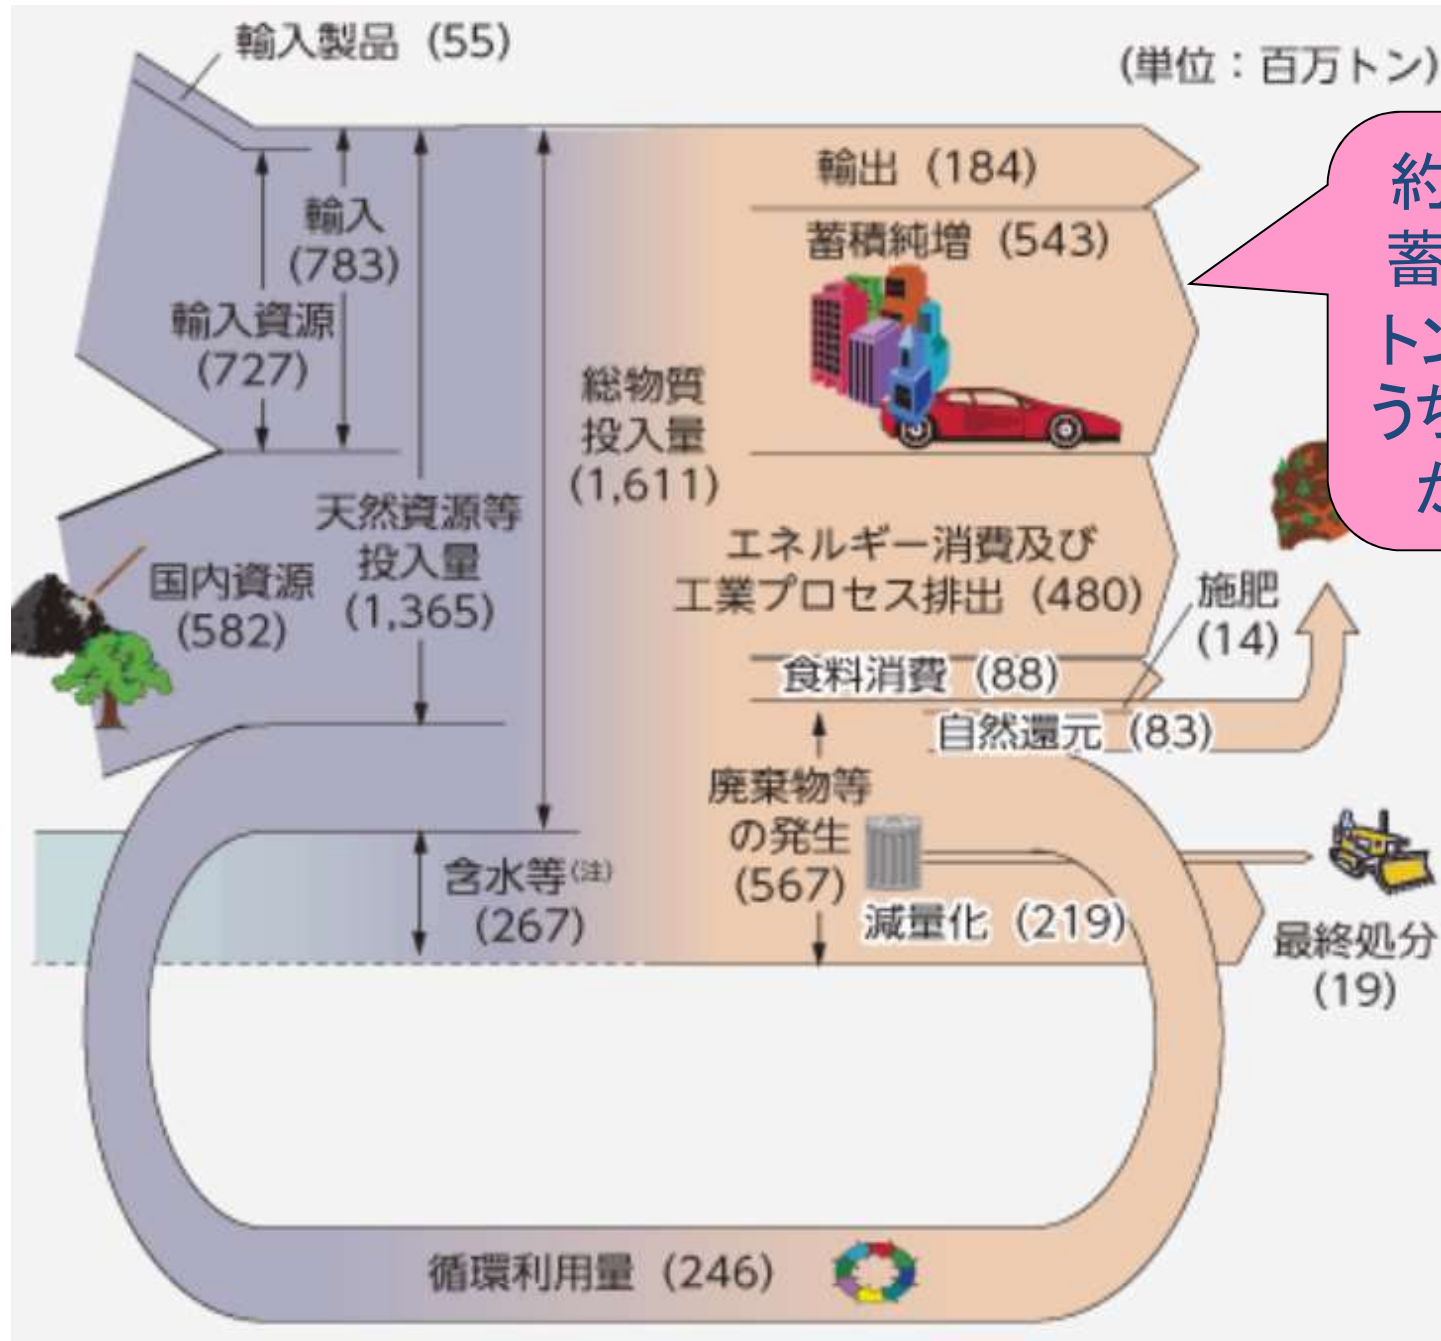 輸入製品 (55)
(単位：百万トン)
輸出 (184)
蓄積純増 (543)
輸入
(783)
輸入資源
(727)
総物質
投入量
(1,611)
天然資源等
投入量
(1,365)
国内資源
(582)
エネルギー消費及び
工業プロセス排出 (480)
施肥
(14)
食料消費 (88)
自然還元 (83)
廃棄物等
の発生
(567)
含水等(注)
(267)
減量化 (219)
最終処分
(19)
循環利用量 (246)
約
蓄
トン
うち
か